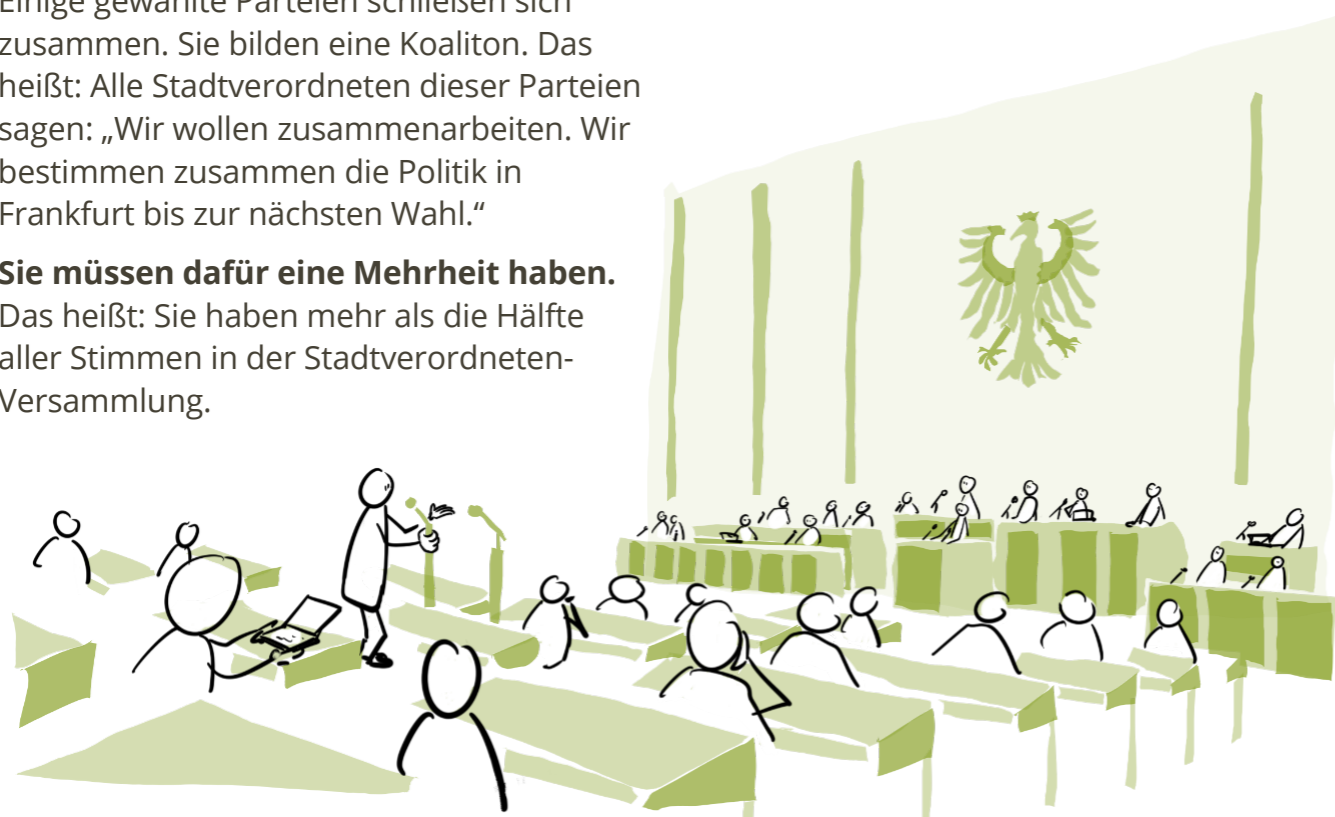 Einige gewählte Parteien schließen sich
zusammen. Sie bilden eine Koaliton. Das
heißt: Alle Stadtverordneten dieser Parteien
sagen: „Wir wollen zusammenarbeiten. Wir
bestimmen zusammen die Politik in
Frankfurt bis zur nächsten Wahl.“
Sie müssen dafür eine Mehrheit haben.
Das heißt: Sie haben mehr als die Hälfte
aller Stimmen in der Stadtverordneten-
Versammlung.